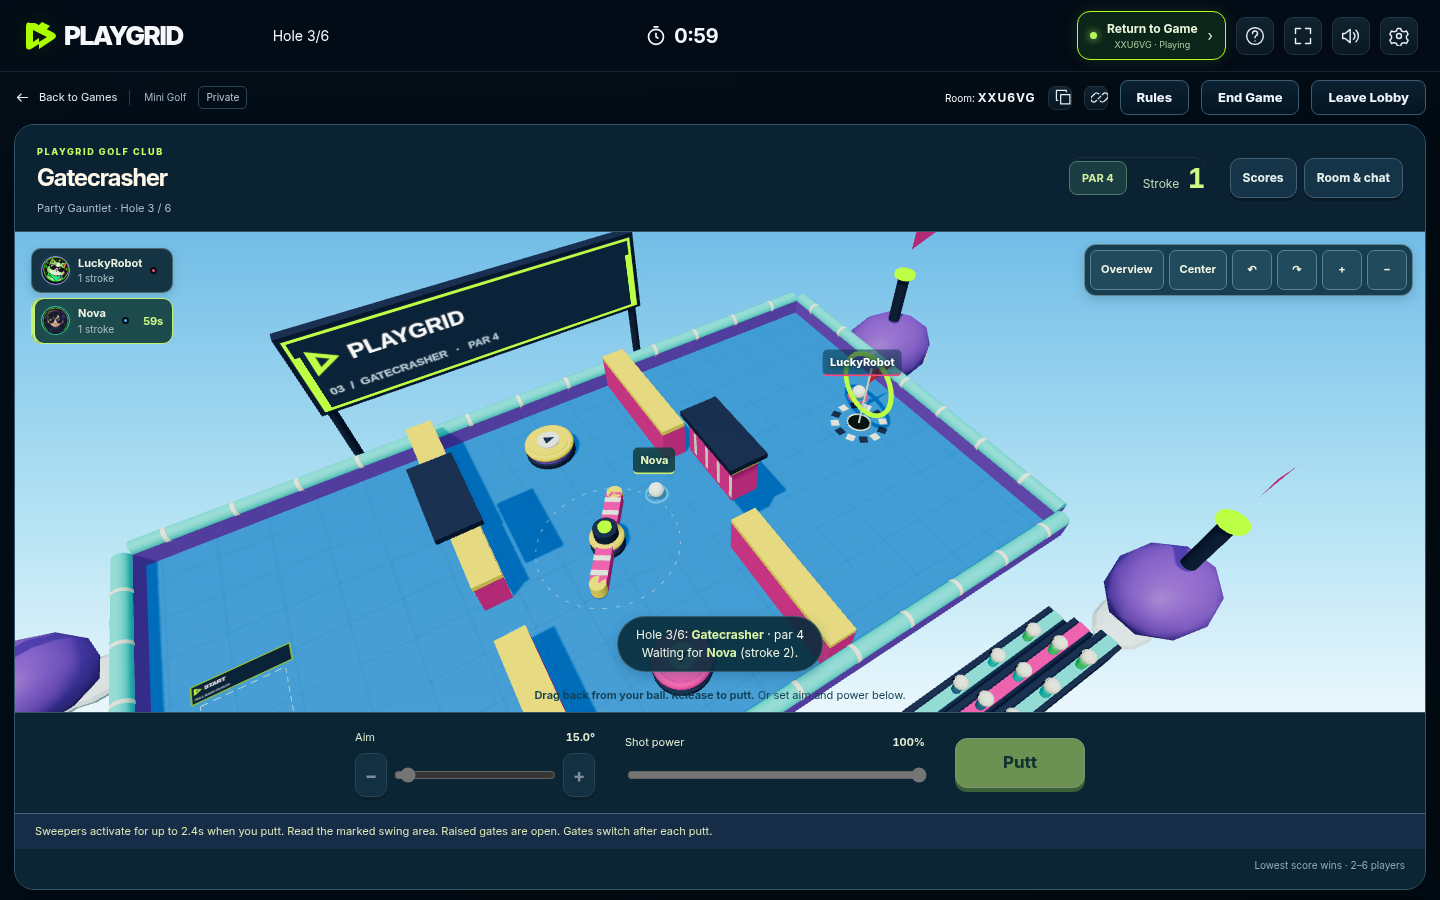 PLAYGRID
Hole 3/6
0:59
Return to Game
XXU6VG · Playing
Back to Games
Mini Golf
Private
Room: XXU6VG
Rules
End Game
Leave Lobby
PLAYGRID GOLF CLUB
Gatecrasher
Party Gauntlet · Hole 3 / 6
PAR 4
Stroke 1
Scores
Room & chat
LuckyRobot
1 stroke
Nova
1 stroke
59s
Overview
Center
PLAYGRID
03 / GATECRASHER · PAR 4
LuckyRobot
Nova
START
Hole 3/6: Gatecrasher · par 4
Waiting for Nova (stroke 2).
Drag back from your ball. Release to putt. Or set aim and power below.
Aim
15.0°
Shot power
100%
Putt
Sweepers activate for up to 2.4s when you putt. Read the marked swing area. Raised gates are open. Gates switch after each putt.
Lowest score wins · 2–6 players